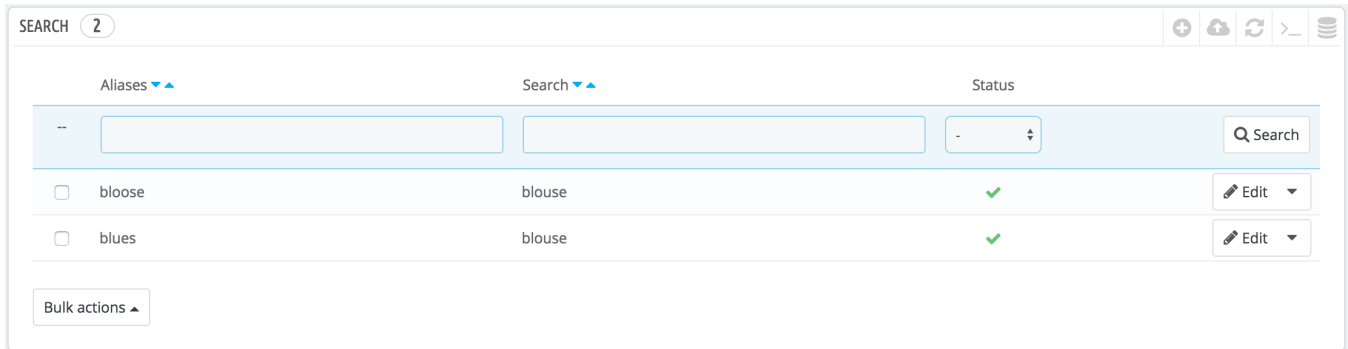 SEARCH 2
Aliases Search Status
-- - Search
bloose blouse Edit
blues blouse Edit
Bulk actions